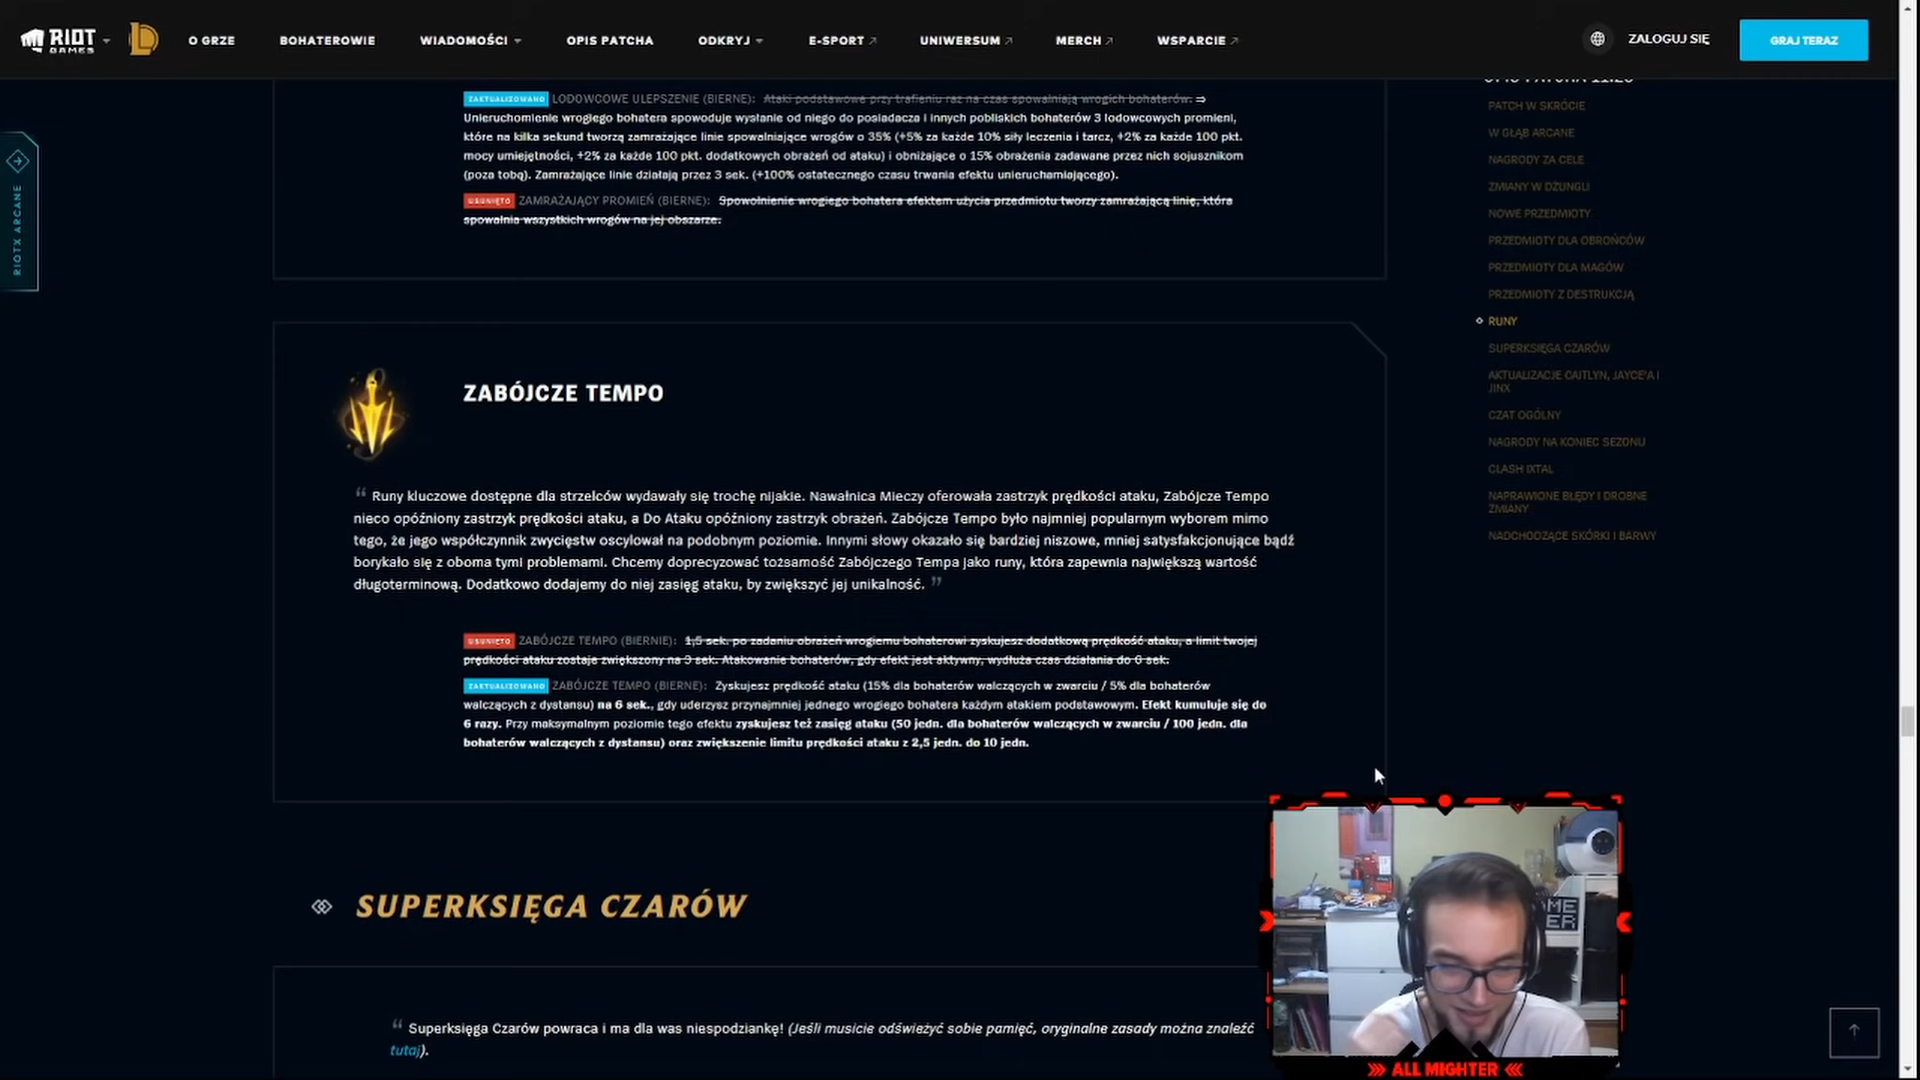 RIOT GAMES
O GRZE
BOHATEROWIE
WIADOMOŚCI
OPIS PATCHA
ODKRYJ
E-SPORT
UNIWERSUM
MERCH
WSPARCIE
ZALOGUJ SIĘ
GRAJ TERAZ
RIOTX ARCANE
ZAKTUALIZOWANO LODOWCOWE ULEPSZENIE (BIERNE): Ataki podstawowe przy trafieniu raz na czas spowalniają wrogich bohaterów. ⇒
Unieruchomienie wrogiego bohatera spowoduje wysłanie od niego do posiadacza i innych pobliskich bohaterów 3 lodowcowych promieni,
które na kilka sekund tworzą zamrażające linie spowalniające wrogów o 35% (+5% za każde 10% siły leczenia i tarcz, +2% za każde 100 pkt.
mocy umiejętności, +2% za każde 100 pkt. dodatkowych obrażeń od ataku) i obniżające o 15% obrażenia zadawane przez nich sojusznikom
(poza tobą). Zamrażające linie działają przez 3 sek. (+100% ostatecznego czasu trwania efektu unieruchamiającego).
USUNIĘTO ZAMRAŻAJĄCY PROMIEŃ (BIERNE): Spowolnienie wrogiego bohatera efektem użycia przedmiotu tworzy zamrażającą linię, która
spowalnia wszystkich wrogów na jej obszarze.
ZABÓJCZE TEMPO
“ Runy kluczowe dostępne dla strzelców wydawały się trochę nijakie. Nawałnica Mieczy oferowała zastrzyk prędkości ataku, Zabójcze Tempo
nieco opóźniony zastrzyk prędkości ataku, a Do Ataku opóźniony zastrzyk obrażeń. Zabójcze Tempo było najmniej popularnym wyborem mimo
tego, że jego współczynnik zwycięstw oscylował na podobnym poziomie. Innymi słowy okazało się bardziej niszowe, mniej satysfakcjonujące bądź
borykało się z oboma tymi problemami. Chcemy doprecyzować tożsamość Zabójczego Tempa jako runy, która zapewnia największą wartość
długoterminową. Dodatkowo dodajemy do niej zasięg ataku, by zwiększyć jej unikalność. ”
USUNIĘTO ZABÓJCZE TEMPO (BIERNIE): 1,5 sek. po zadaniu obrażeń wrogiemu bohaterowi zyskujesz dodatkową prędkość ataku, a limit twojej
prędkości ataku zostaje zwiększony na 3 sek. Atakowanie bohaterów, gdy efekt jest aktywny, wydłuża czas działania do 6 sek.
ZAKTUALIZOWANO ZABÓJCZE TEMPO (BIERNE): Zyskujesz prędkość ataku (15% dla bohaterów walczących w zwarciu / 5% dla bohaterów
walczących z dystansu) na 6 sek., gdy uderzysz przynajmniej jednego wrogiego bohatera każdym atakiem podstawowym. Efekt kumuluje się do
6 razy. Przy maksymalnym poziomie tego efektu zyskujesz też zasięg ataku (50 jedn. dla bohaterów walczących w zwarciu / 100 jedn. dla
bohaterów walczących z dystansu) oraz zwiększenie limitu prędkości ataku z 2,5 jedn. do 10 jedn.
SUPERKSIĘGA CZARÓW
“ Superksięga Czarów powraca i ma dla was niespodziankę! (Jeśli musicie odświeżyć sobie pamięć, oryginalne zasady można znaleźć
tutaj).
OPIS PATCHA 11.23
PATCH W SKRÓCIE
W GŁĄB ARCANE
NAGRODY ZA CELE
ZMIANY W DŻUNGLI
NOWE PRZEDMIOTY
PRZEDMIOTY DLA OBROŃCÓW
PRZEDMIOTY DLA MAGÓW
PRZEDMIOTY Z DESTRUKCJĄ
RUNY
SUPERKSIĘGA CZARÓW
AKTUALIZACJE CAITLYN, JAYCE'A I
JINX
CZAT OGÓLNY
NAGRODY NA KONIEC SEZONU
CLASH IXTAL
NAPRAWIONE BŁĘDY I DROBNE
ZMIANY
NADCHODZĄCE SKÓRKI I BARWY
ALL MIGHTER